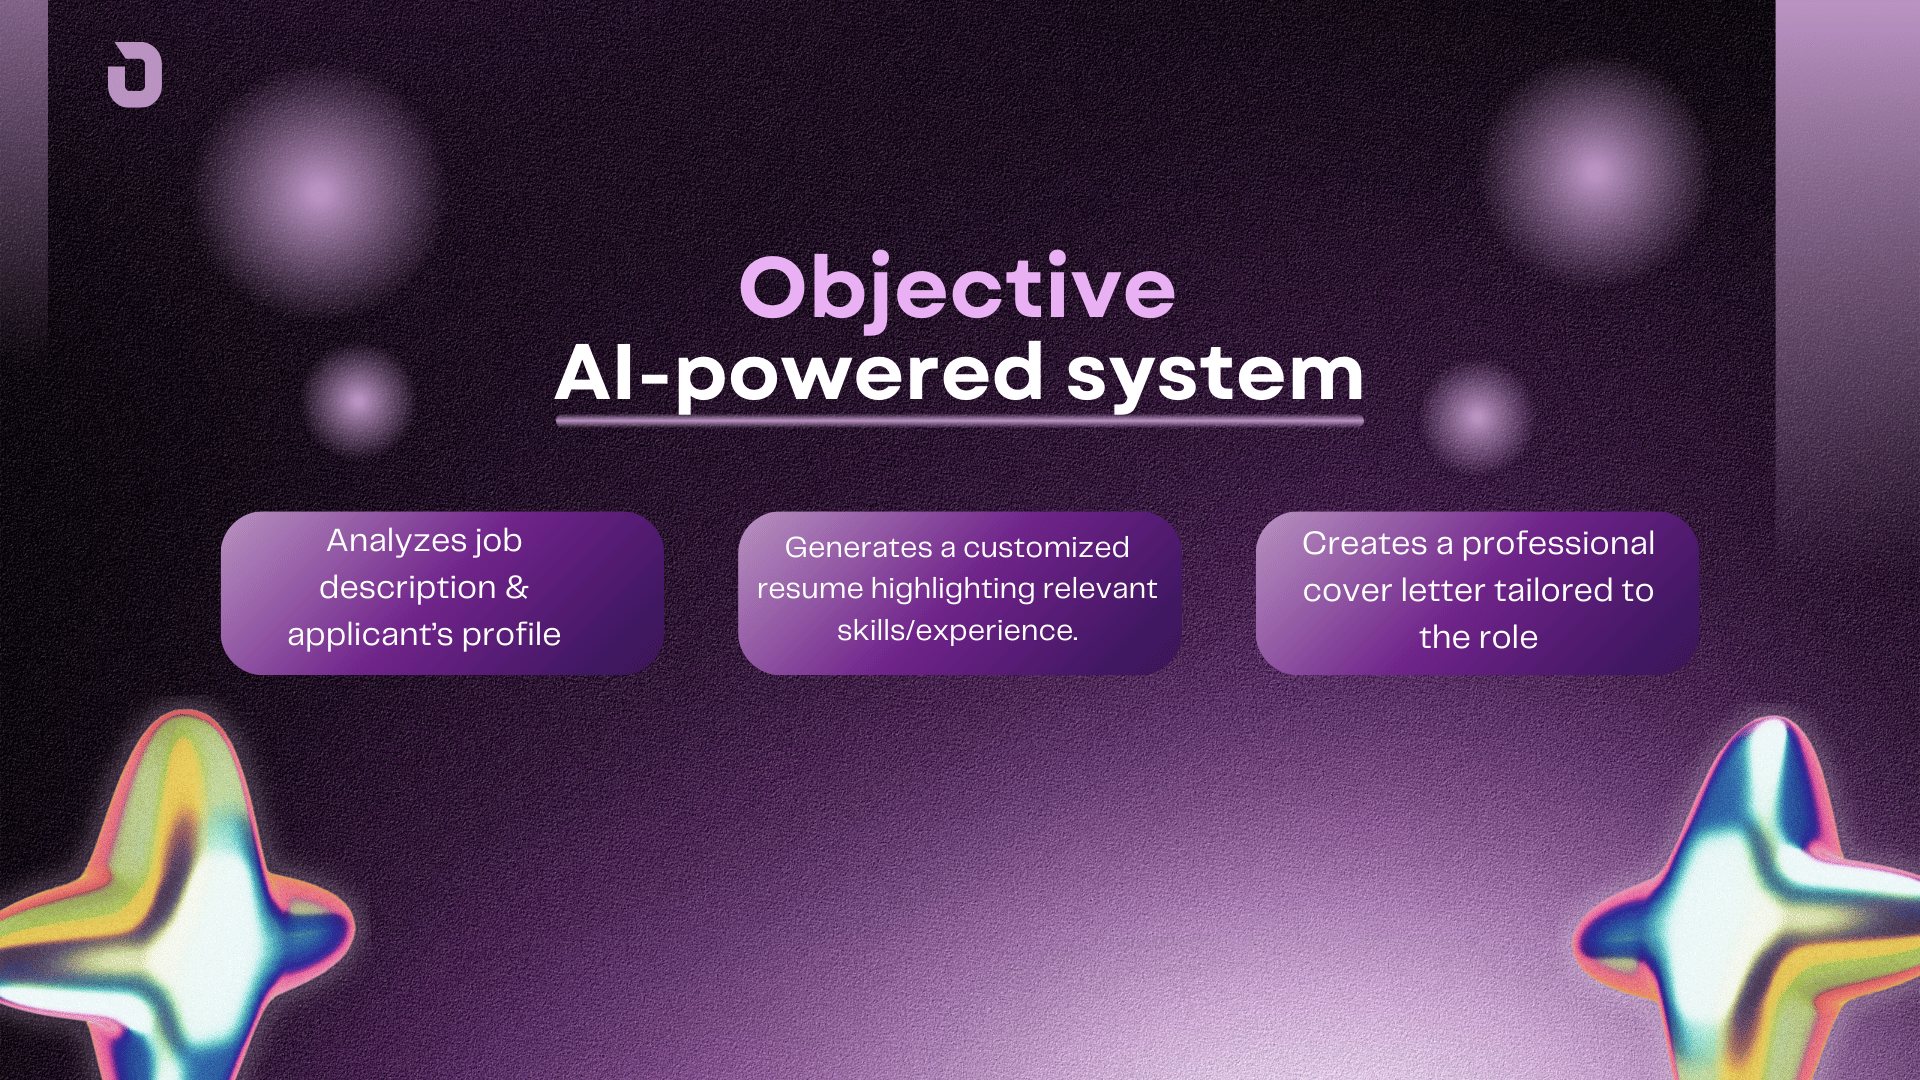 Objective
AI-powered system
Analyzes job
description &
applicant’s profile
Generates a customized
resume highlighting relevant
skills/experience.
Creates a professional
cover letter tailored to
the role